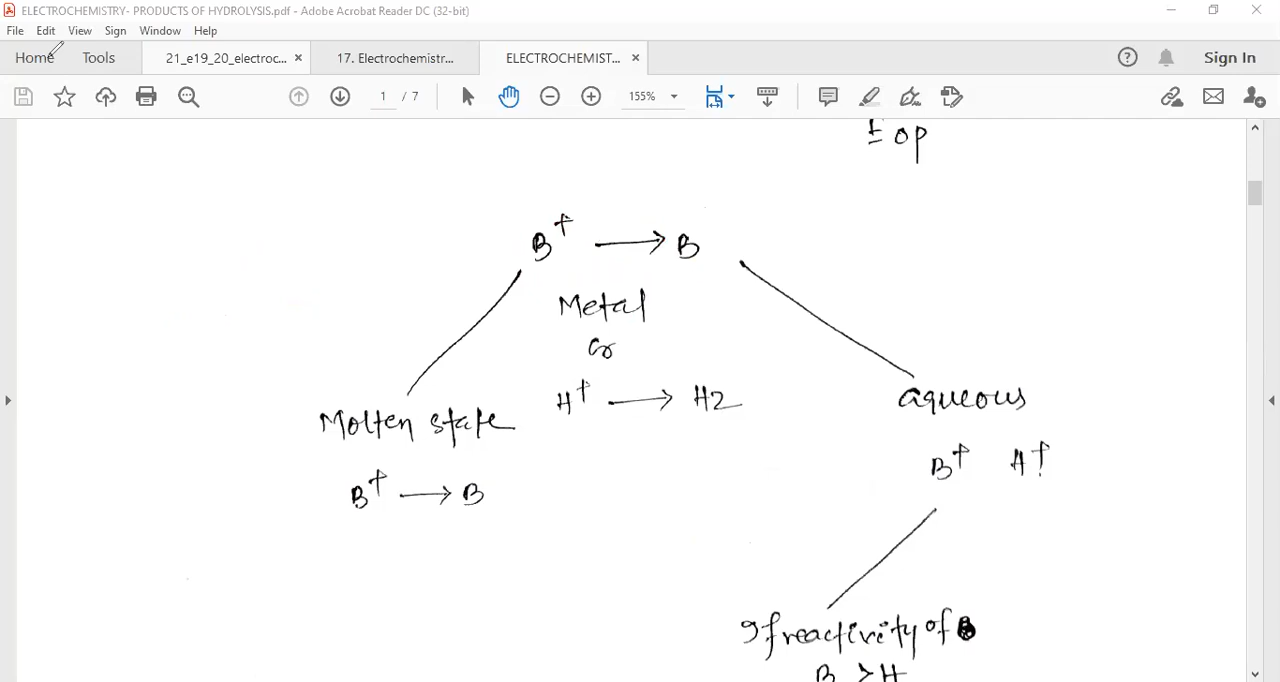 ELECTROCHEMISTRY- PRODUCTS OF HYDROLYSIS.pdf - Adobe Acrobat Reader DC (32-bit)
File Edit View Sign Window Help
Home Tools 21_e19_20_electroc... × 17. Electrochemistr... ELECTROCHEMIST... × Sign In
1 / 7 155%
± op
B+ → B
Metal
or
H+ → H2
Molten state
aqueous
B+ → B
B+ H+
If reactivity of B
B > H